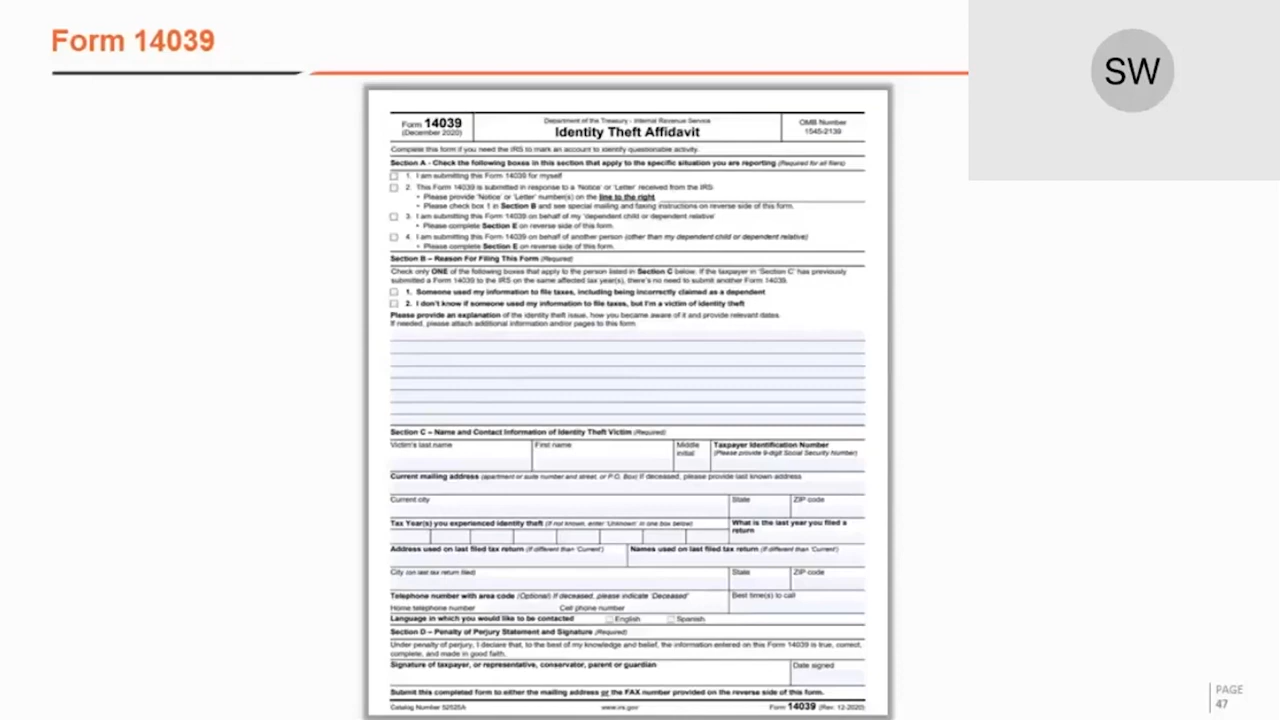 Form 14039
SW
Form 14039
(December 2020)
Department of the Treasury - Internal Revenue Service
Identity Theft Affidavit
OMB Number
1545-2139
Complete this form if you need the IRS to mark an account to identify questionable activity.
Section A - Check the following boxes in this section that apply to the specific situation you are reporting (Required for all filers)
1. I am submitting this Form 14039 for myself
2. This Form 14039 is submitted in response to a 'Notice' or 'Letter' received from the IRS
• Please provide 'Notice' or 'Letter' number(s) on the line to the right
• Please check box 1 in Section B and see special mailing and faxing instructions on reverse side of this form.
3. I am submitting this Form 14039 on behalf of my 'dependent child or dependent relative'
• Please complete Section E on reverse side of this form.
4. I am submitting this Form 14039 on behalf of another person (other than my dependent child or dependent relative)
• Please complete Section E on reverse side of this form.
Section B – Reason For Filing This Form (Required)
Check only ONE of the following boxes that apply to the person listed in Section C below. If the taxpayer in 'Section C' has previously
submitted a Form 14039 to the IRS on the same affected tax year(s), there's no need to submit another Form 14039.
1. Someone used my information to file taxes, including being incorrectly claimed as a dependent
2. I don't know if someone used my information to file taxes, but I'm a victim of identity theft
Please provide an explanation of the identity theft issue, how you became aware of it and provide relevant dates.
If needed, please attach additional information and/or pages to this form
Section C – Name and Contact Information of Identity Theft Victim (Required)
Victim's last name
First name
Middle
initial
Taxpayer Identification Number
(Please provide 9-digit Social Security Number)
Current mailing address (apartment or suite number and street, or P.O. Box) If deceased, please provide last known address
Current city
State
ZIP code
Tax Year(s) you experienced identity theft (If not known, enter 'Unknown' in one box below)
What is the last year you filed a
return
Address used on last filed tax return (If different than 'Current')
Names used on last filed tax return (If different than 'Current')
City (on last tax return filed)
State
ZIP code
Telephone number with area code (Optional) If deceased, please indicate 'Deceased'
Best time(s) to call
Home telephone number
Cell phone number
Language in which you would like to be contacted
English
Spanish
Section D – Penalty of Perjury Statement and Signature (Required)
Under penalty of perjury, I declare that, to the best of my knowledge and belief, the information entered on this Form 14039 is true, correct,
complete, and made in good faith.
Signature of taxpayer, or representative, conservator, parent or guardian
Date signed
Submit this completed form to either the mailing address or the FAX number provided on the reverse side of this form.
Catalog Number 52525A
www.irs.gov
Form 14039 (Rev. 12-2020)
PAGE
47